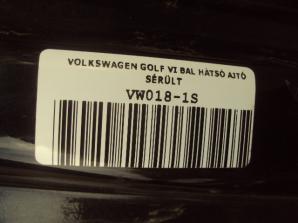 VOLKSWAGEN GOLF VI BAL HÁTSÓ AJTÓ
SÉRÜLT
VW018-1S